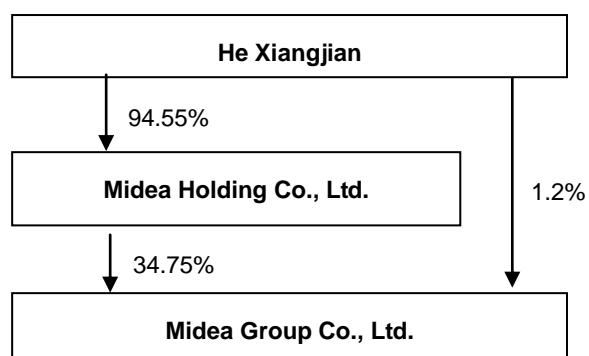 He Xiangjian
94.55%
Midea Holding Co., Ltd.
1.2%
34.75%
Midea Group Co., Ltd.